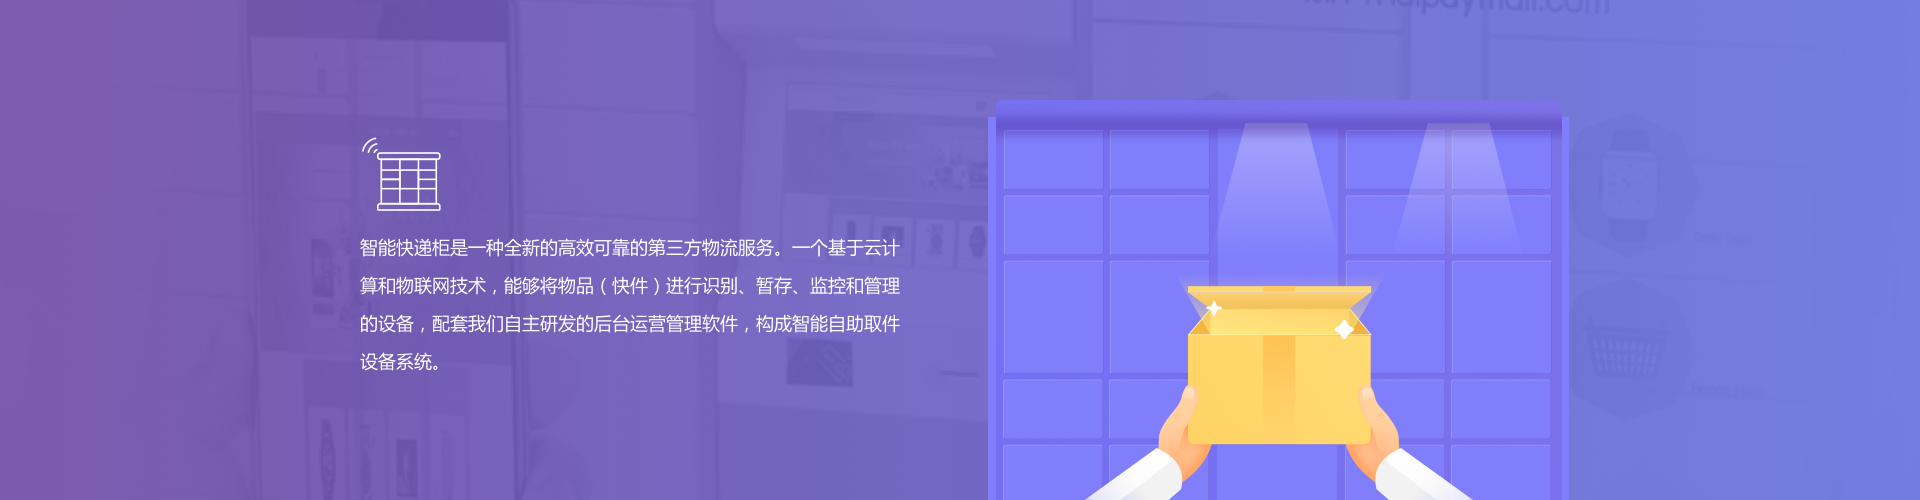 智能快递柜是一种全新的高效可靠的第三方物流服务。一个基于云计
算和物联网技术，能够将物品（快件）进行识别、暂存、监控和管理
的设备，配套我们自主研发的后台运营管理软件，构成智能自助取件
设备系统。